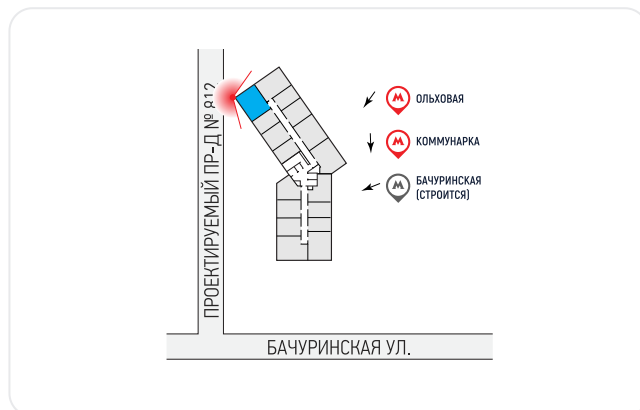 ПРОЕКТИРУЕМЫЙ ПР-Д № 812
ОЛЬХОВАЯ
КОММУНАРКА
БАЧУРИНСКАЯ
(СТРОИТСЯ)
БАЧУРИНСКАЯ УЛ.